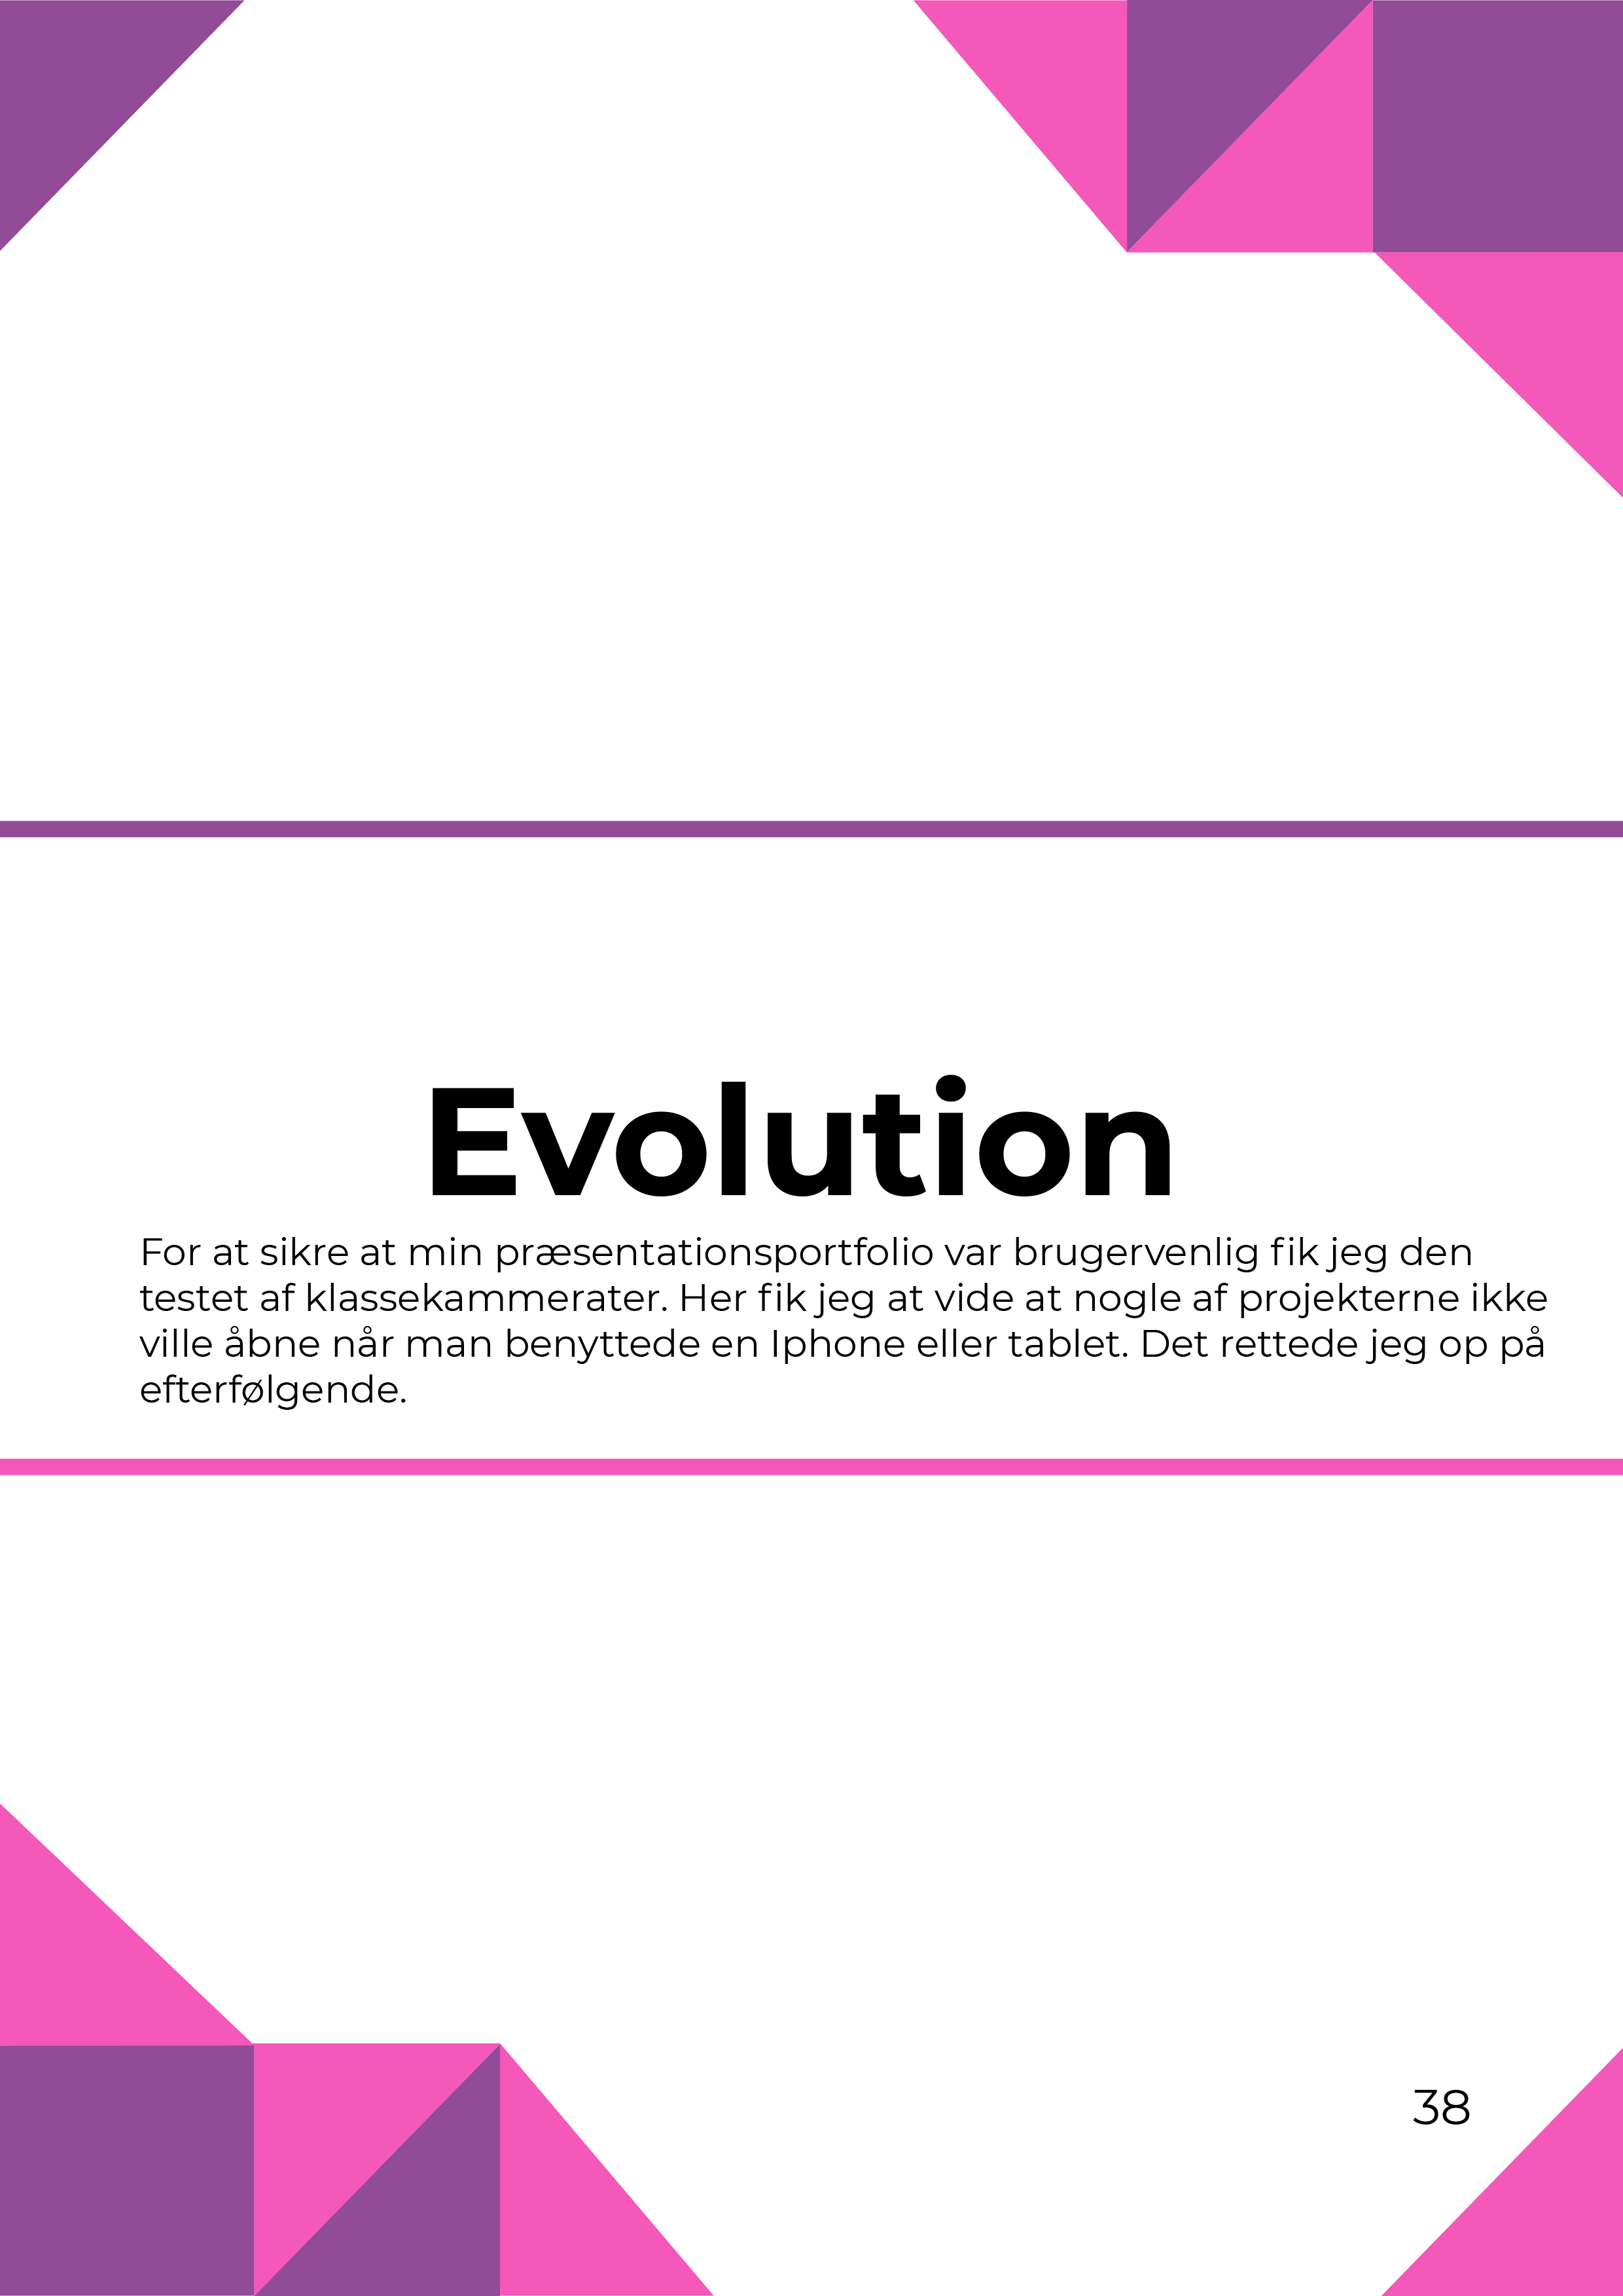 Evolution
For at sikre at min præsentationsportfolio var brugervenlig fik jeg den
testet af klassekammerater. Her fik jeg at vide at nogle af projekterne ikke
ville åbne når man benyttede en Iphone eller tablet. Det rettede jeg op på
efterfølgende.
38